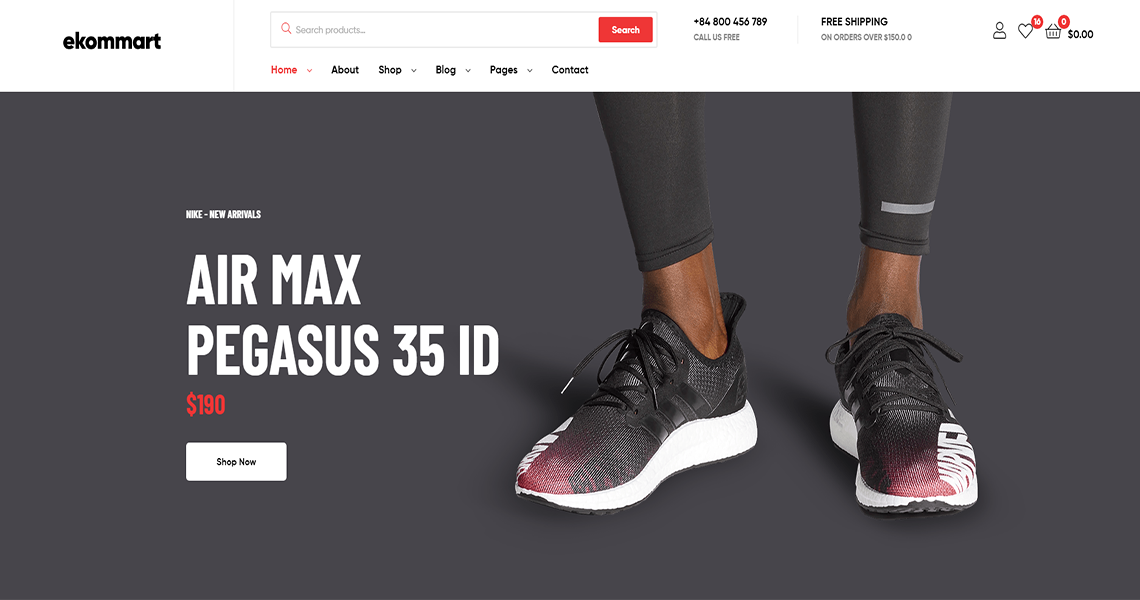 ekommart
Search products...
Search
+84 800 456 789
CALL US FREE
FREE SHIPPING
ON ORDERS OVER $150.0 0
16
0
$0.00
Home
About
Shop
Blog
Pages
Contact
NIKE - NEW ARRIVALS
AIR MAX
PEGASUS 35 ID
$190
Shop Now